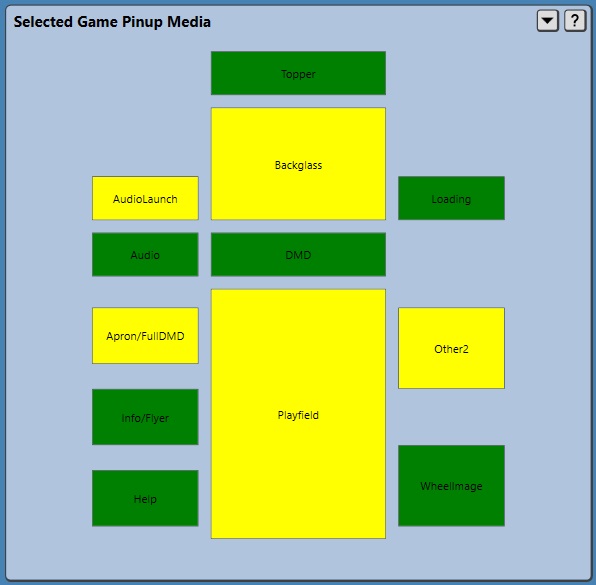 Selected Game Pinup Media
?
Topper
Backglass
AudioLaunch
Loading
Audio
DMD
Apron/FullDMD
Other2
Playfield
Info/Flyer
WheelImage
Help